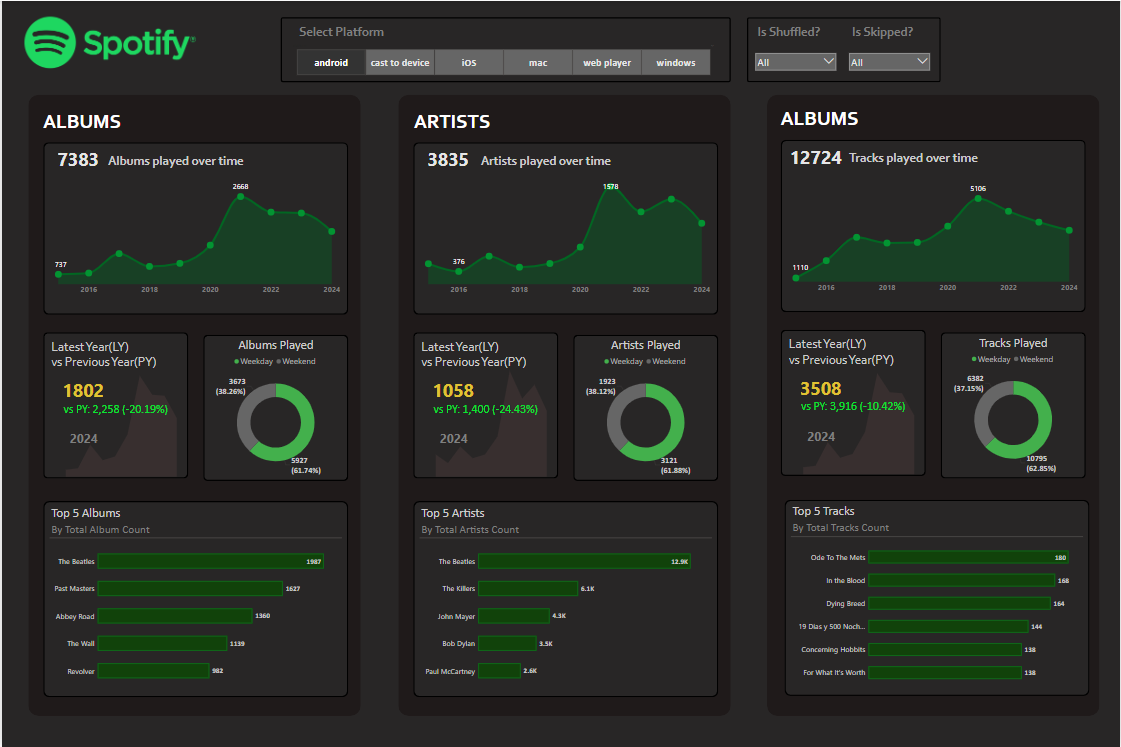 Spotify®
Select Platform
android
cast to device
iOS
mac
web player
windows
Is Shuffled?
Is Skipped?
All
All
ALBUMS
7383 Albums played over time
2668
737
2016 2018 2020 2022 2024
Latest Year(LY)
vs Previous Year(PY)
1802
vs PY: 2,258 (-20.19%)
2024
Albums Played
Weekday Weekend
3673
(38.26%)
5927
(61.74%)
Top 5 Albums
By Total Album Count
The Beatles 1987
Past Masters 1627
Abbey Road 1360
The Wall 1139
Revolver 982
ARTISTS
3835 Artists played over time
1578
376
2016 2018 2020 2022 2024
Latest Year(LY)
vs Previous Year(PY)
1058
vs PY: 1,400 (-24.43%)
2024
Artists Played
Weekday Weekend
1923
(38.12%)
3121
(61.88%)
Top 5 Artists
By Total Artists Count
The Beatles 12.9K
The Killers 6.1K
John Mayer 4.3K
Bob Dylan 3.5K
Paul McCartney 2.6K
ALBUMS
12724 Tracks played over time
5106
1110
2016 2018 2020 2022 2024
Latest Year(LY)
vs Previous Year(PY)
3508
vs PY: 3,916 (-10.42%)
2024
Tracks Played
Weekday Weekend
6382
(37.15%)
10795
(62.85%)
Top 5 Tracks
By Total Tracks Count
Ode To The Mets 180
In the Blood 168
Dying Breed 164
19 Dias y 500 Noch... 144
Concerning Hobbits 138
For What It's Worth 138